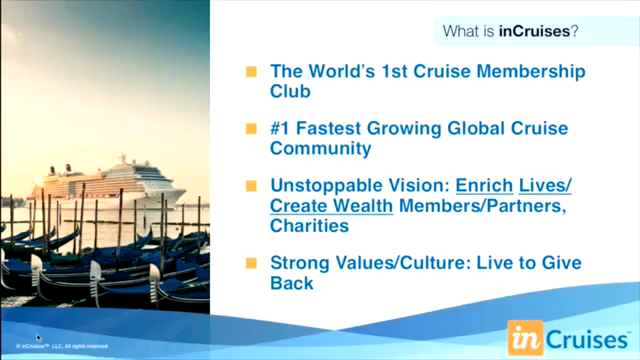 What is inCruises?
The World's 1st Cruise Membership
Club
#1 Fastest Growing Global Cruise
Community
Unstoppable Vision: Enrich Lives/
Create Wealth Members/Partners,
Charities
Strong Values/Culture: Live to Give
Back
© inCruises™ LLC. All rights reserved
inCruises™